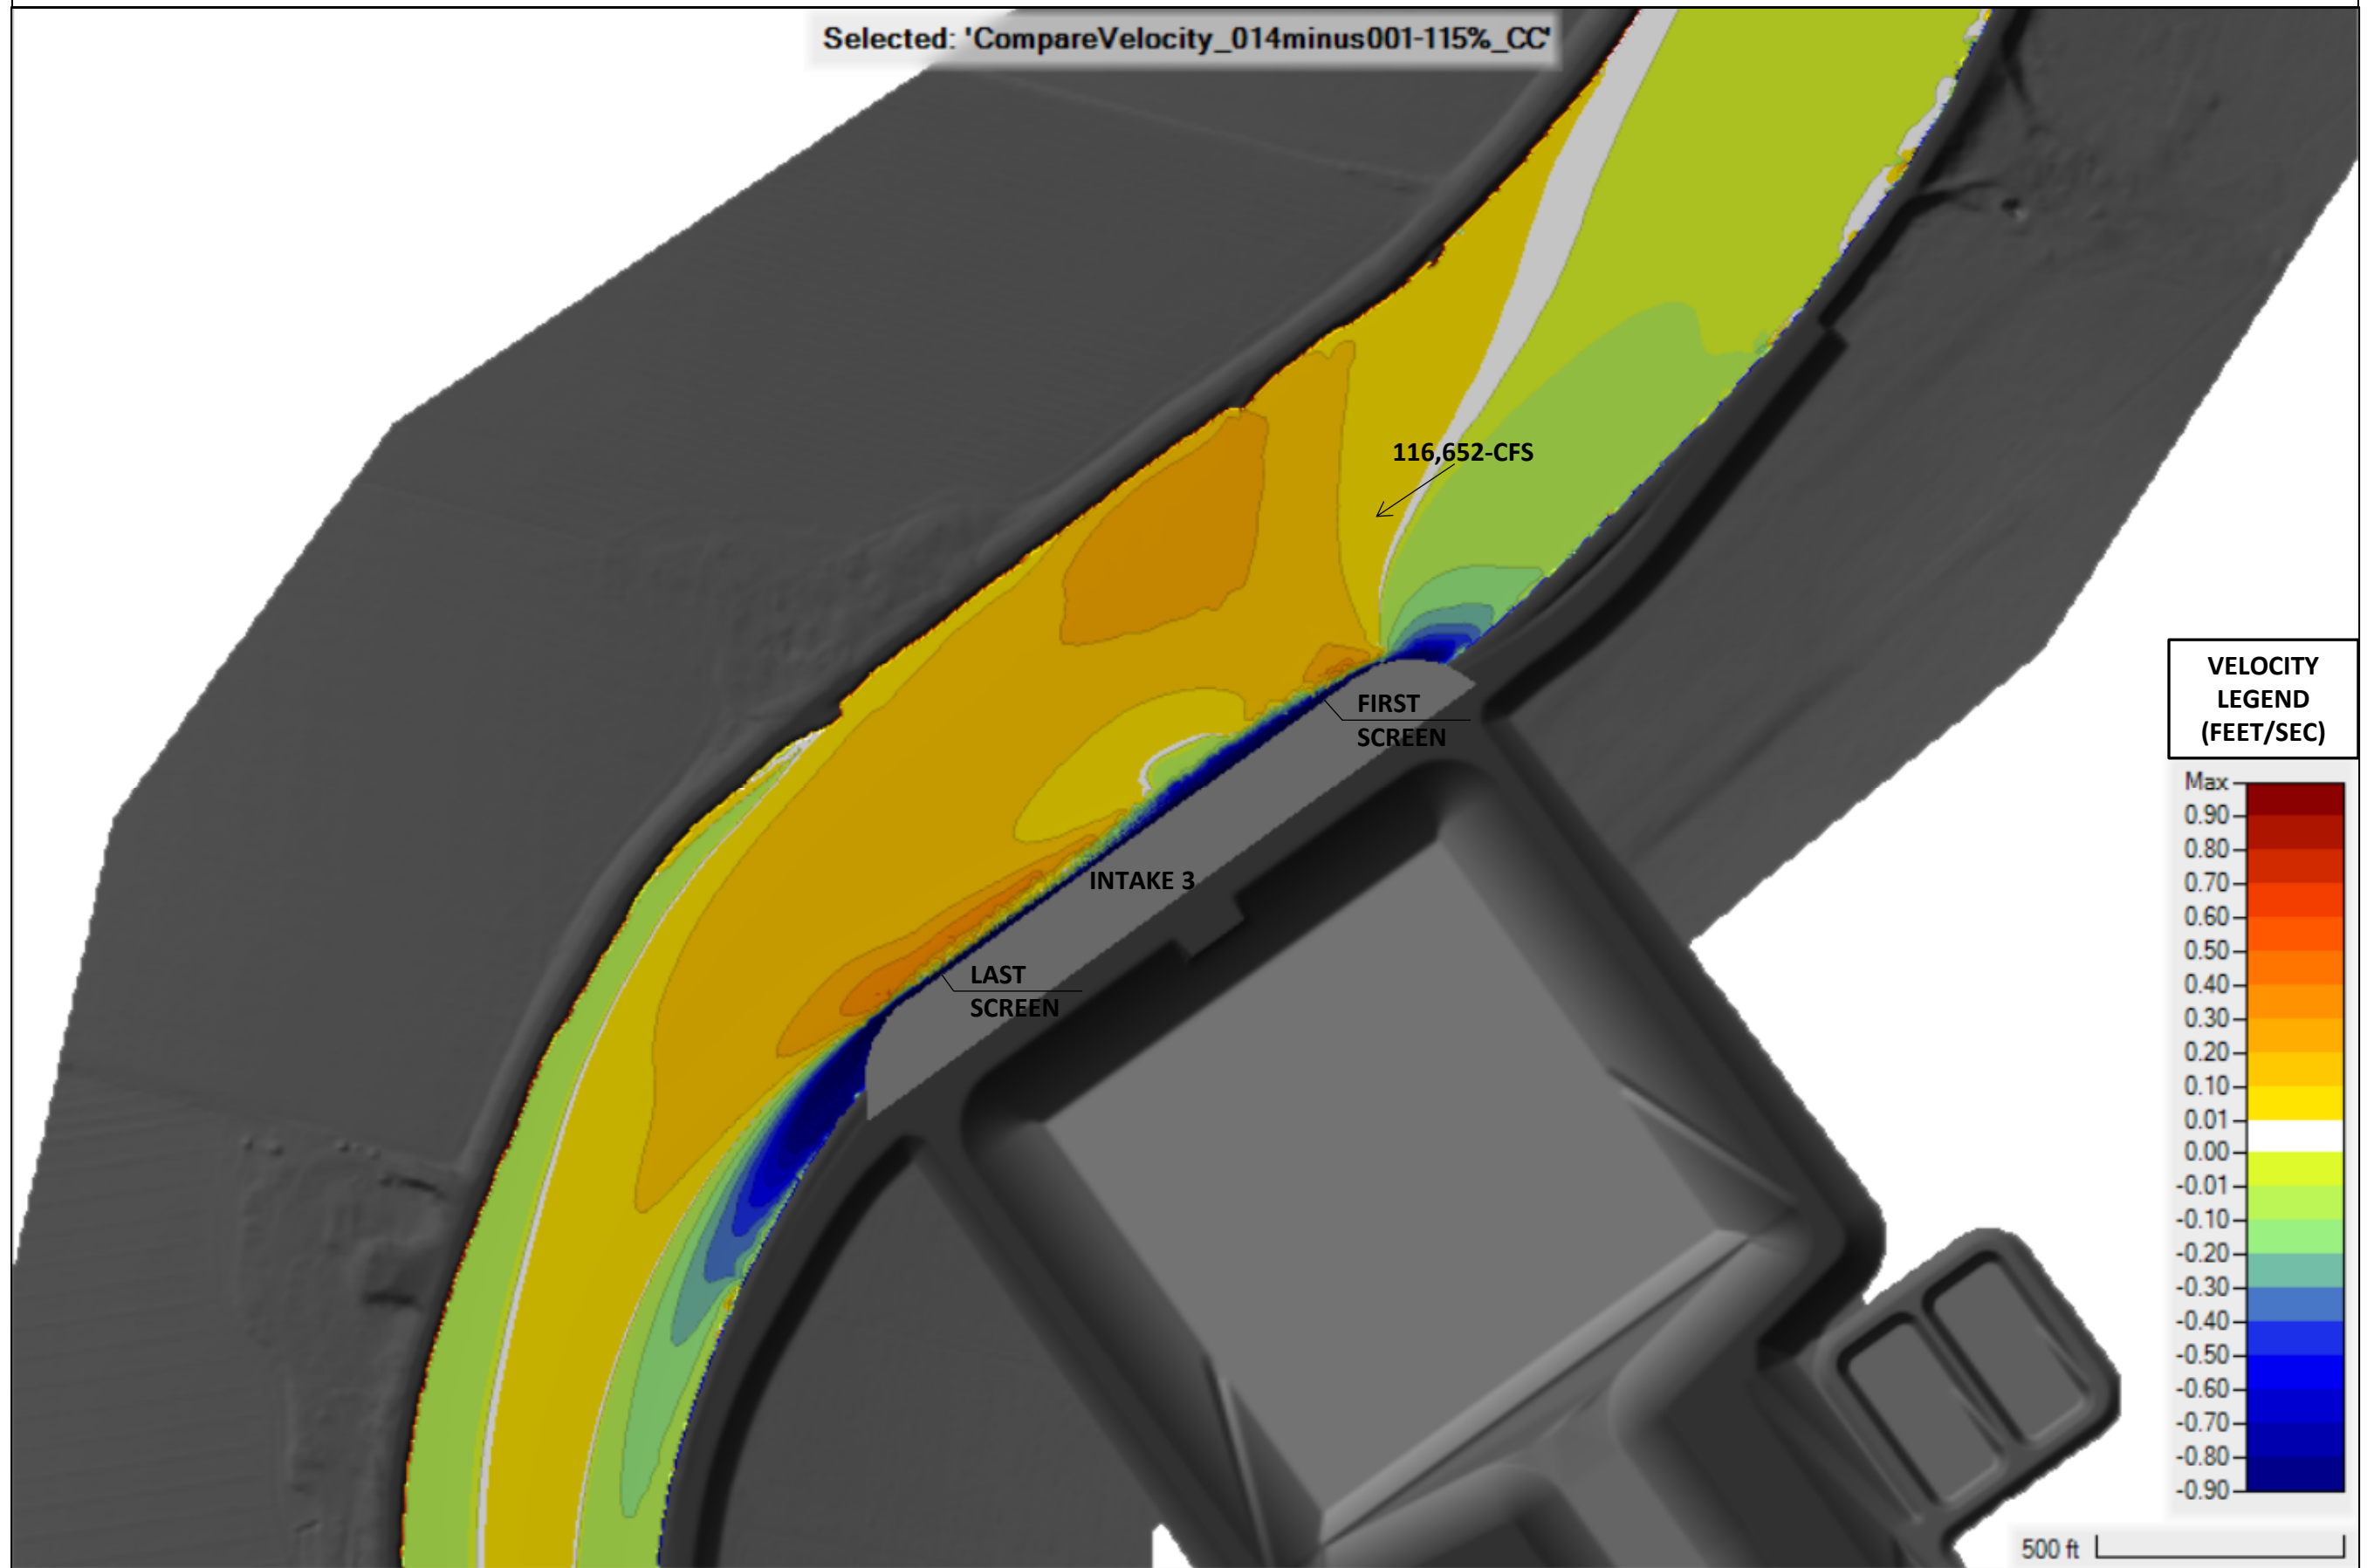 Selected: 'CompareVelocity_014minus001-115%_CC'
116,652-CFS
FIRST
SCREEN
INTAKE 3
LAST
SCREEN
VELOCITY
LEGEND
(FEET/SEC)
Max
0.90
0.80
0.70
0.60
0.50
0.40
0.30
0.20
0.10
0.01
0.00
-0.01
-0.10
-0.20
-0.30
-0.40
-0.50
-0.60
-0.70
-0.80
-0.90
500 ft